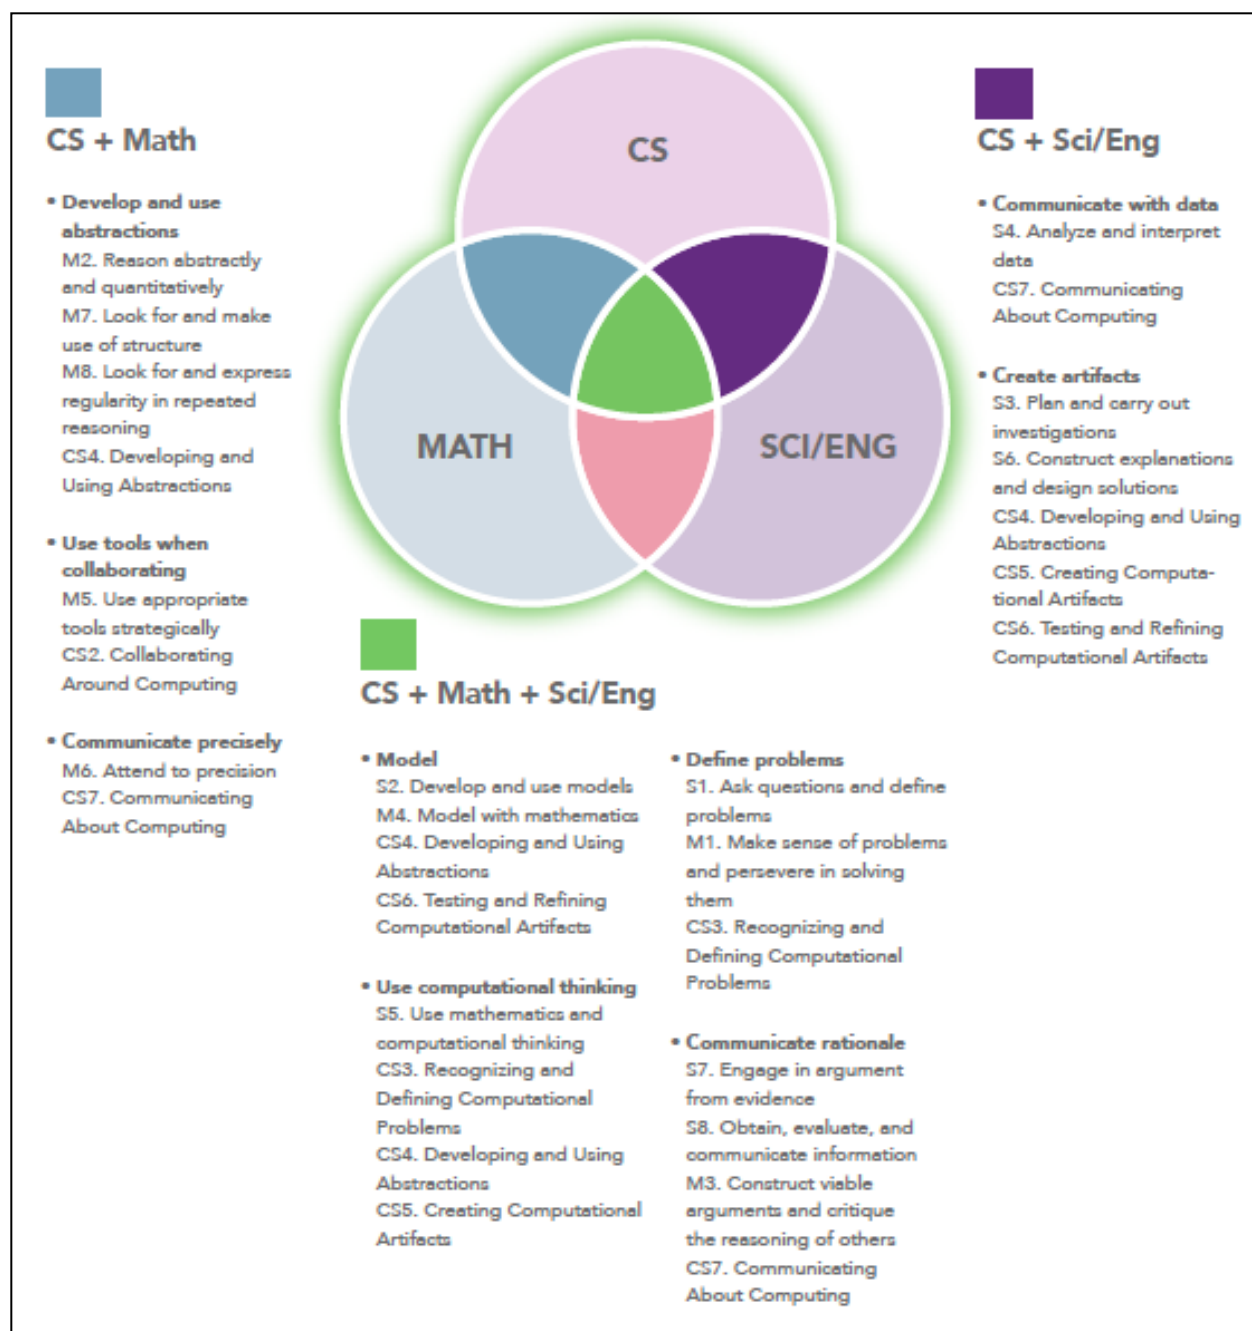 CS
MATH
SCI/ENG
CS + Math
• Develop and use
abstractions
M2. Reason abstractly
and quantitatively
M7. Look for and make
use of structure
M8. Look for and express
regularity in repeated
reasoning
CS4. Developing and
Using Abstractions
• Use tools when
collaborating
M5. Use appropriate
tools strategically
CS2. Collaborating
Around Computing
• Communicate precisely
M6. Attend to precision
CS7. Communicating
About Computing
CS + Math + Sci/Eng
• Model
S2. Develop and use models
M4. Model with mathematics
CS4. Developing and Using
Abstractions
CS6. Testing and Refining
Computational Artifacts
• Use computational thinking
S5. Use mathematics and
computational thinking
CS3. Recognizing and
Defining Computational
Problems
CS4. Developing and Using
Abstractions
CS5. Creating Computational
Artifacts
• Define problems
S1. Ask questions and define
problems
M1. Make sense of problems
and persevere in solving
them
CS3. Recognizing and
Defining Computational
Problems
• Communicate rationale
S7. Engage in argument
from evidence
S8. Obtain, evaluate, and
communicate information
M3. Construct viable
arguments and critique
the reasoning of others
CS7. Communicating
About Computing
CS + Sci/Eng
• Communicate with data
S4. Analyze and interpret
data
CS7. Communicating
About Computing
• Create artifacts
S3. Plan and carry out
investigations
S6. Construct explanations
and design solutions
CS4. Developing and Using
Abstractions
CS5. Creating Computa-
tional Artifacts
CS6. Testing and Refining
Computational Artifacts